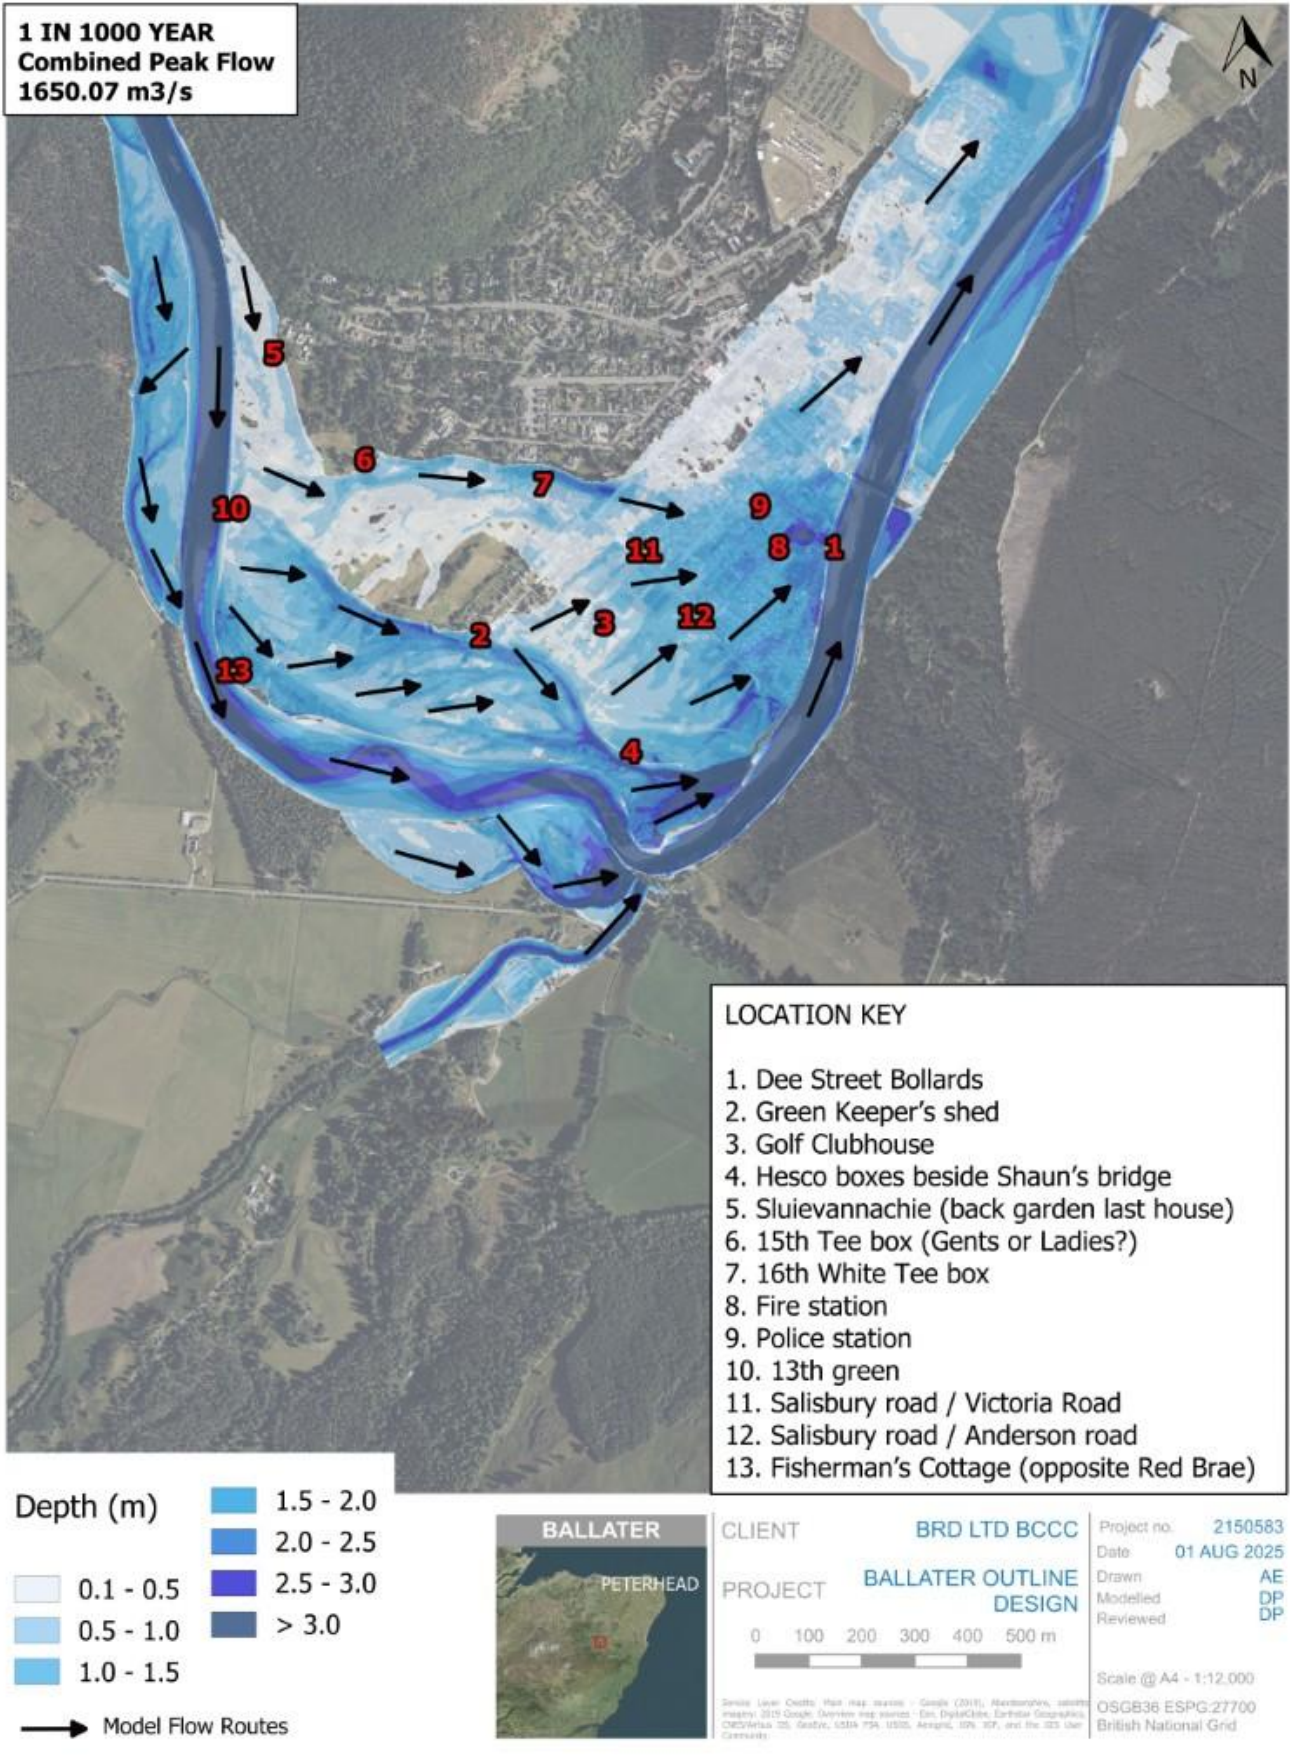 1 IN 1000 YEAR
Combined Peak Flow
1650.07 m3/s
N
5
6
7
10
9
11
8
1
12
3
2
13
4
LOCATION KEY
1. Dee Street Bollards
2. Green Keeper's shed
3. Golf Clubhouse
4. Hesco boxes beside Shaun's bridge
5. Sluievannachie (back garden last house)
6. 15th Tee box (Gents or Ladies?)
7. 16th White Tee box
8. Fire station
9. Police station
10. 13th green
11. Salisbury road / Victoria Road
12. Salisbury road / Anderson road
13. Fisherman's Cottage (opposite Red Brae)
Depth (m)
0.1 - 0.5
0.5 - 1.0
1.0 - 1.5
1.5 - 2.0
2.0 - 2.5
2.5 - 3.0
> 3.0
Model Flow Routes
BALLATER
PETERHEAD
CLIENT BRD LTD BCCC
PROJECT BALLATER OUTLINE
DESIGN
0 100 200 300 400 500 m
Project no. 2150583
Date 01 AUG 2025
Drawn AE
Modelled DP
Reviewed DP
Scale @ A4 - 1:12,000
OSGB36 ESPG:27700
British National Grid